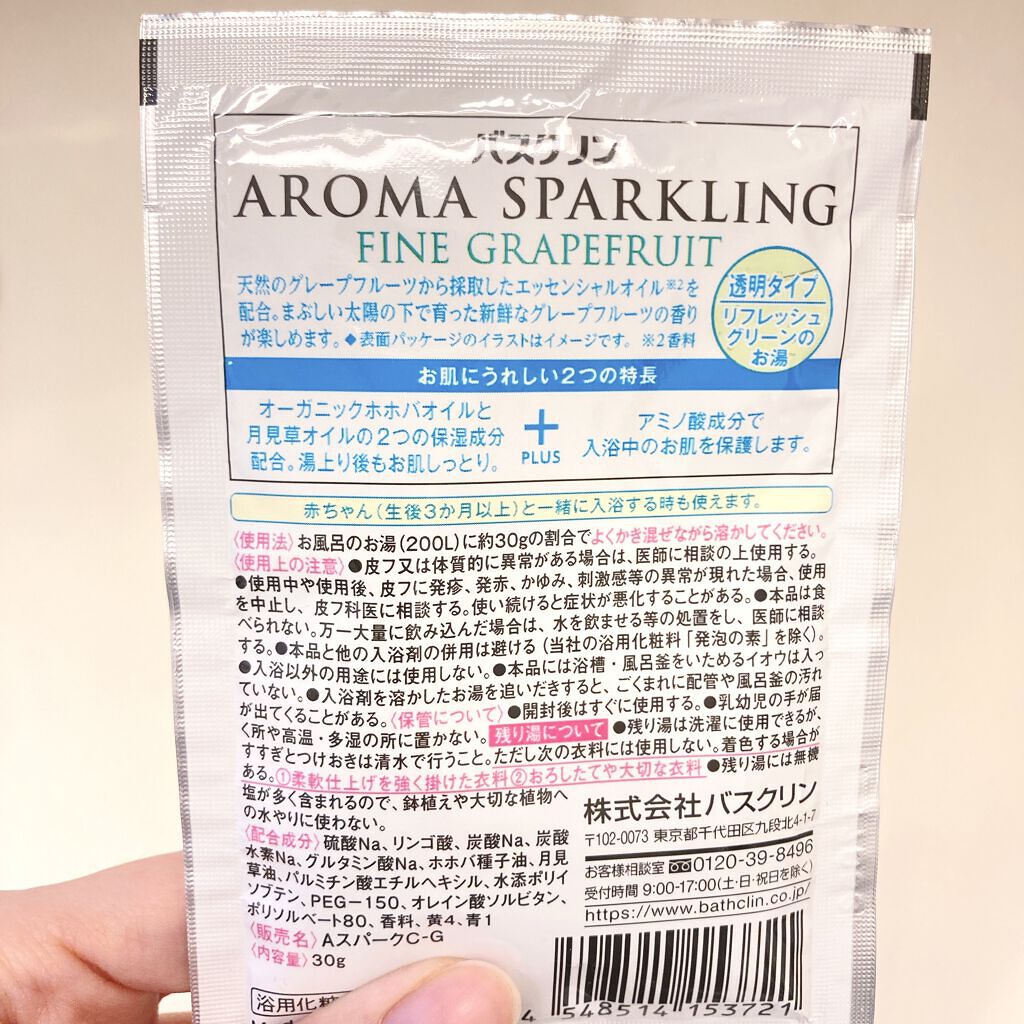 バスクリン
AROMA SPARKLING
FINE GRAPEFRUIT
天然のグレープフルーツから採取したエッセンシャルオイル※2を
配合。まぶしい太陽の下で育った新鮮なグレープフルーツの香り
が楽しめます。◆表面パッケージのイラストはイメージです。 ※2香料
透明タイプ
リフレッシュ
グリーンの
お湯
お肌にうれしい2つの特長
オーガニックホホバオイルと
月見草オイルの2つの保湿成分
配合。湯上り後もお肌しっとり。
+
PLUS
アミノ酸成分で
入浴中のお肌を保護します。
赤ちゃん(生後3か月以上)と一緒に入浴する時も使えます。
〈使用法〉お風呂のお湯(200L)に約30gの割合でよくかき混ぜながら溶かしてください。
〈使用上の注意〉●皮フ又は体質的に異常がある場合は、医師に相談の上使用する。
●使用中や使用後、皮フに発疹、発赤、かゆみ、刺激感等の異常が現れた場合、使用
を中止し、皮フ科医に相談する。使い続けると症状が悪化することがある。●本品は食
べられない。万一大量に飲み込んだ場合は、水を飲ませる等の処置をし、医師に相談
する。●本品と他の入浴剤の併用は避ける(当社の浴用化粧料「発泡の素」を除く)。
●入浴以外の用途には使用しない。●本品には浴槽・風呂釜をいためるイオウは入っ
ていない。●入浴剤を溶かしたお湯を追いだきすると、ごくまれに配管や風呂釜の汚れ
が出てくることがある。〈保管について〉●開封後はすぐに使用する。●乳幼児の手が届
く所や高温・多湿の所に置かない。残り湯について●残り湯は洗濯に使用できるが、
すすぎとつけおきは清水で行うこと。ただし次の衣料には使用しない。着色する場合が
ある。①柔軟仕上げを強く掛けた衣料②おろしたてや大切な衣料●残り湯には無機
塩が多く含まれるので、鉢植えや大切な植物へ
の水やりに使わない。
〈配合成分〉硫酸Na、リンゴ酸、炭酸Na、炭酸
水素Na、グルタミン酸Na、ホホバ種子油、月見
草油、パルミチン酸エチルヘキシル、水添ポリイ
ソブテン、PEG-150、オレイン酸ソルビタン、
ポリソルベート80、香料、黄4、青1
〈販売名〉AスパークC-G
〈内容量〉30g
浴用化粧
株式会社バスクリン
〒102-0073 東京都千代田区九段北4-1-7
お客様相談室 0120-39-8496
受付時間 9:00-17:00(土・日・祝日を除く)
https://www.bathclin.co.jp/
4 548514 153721